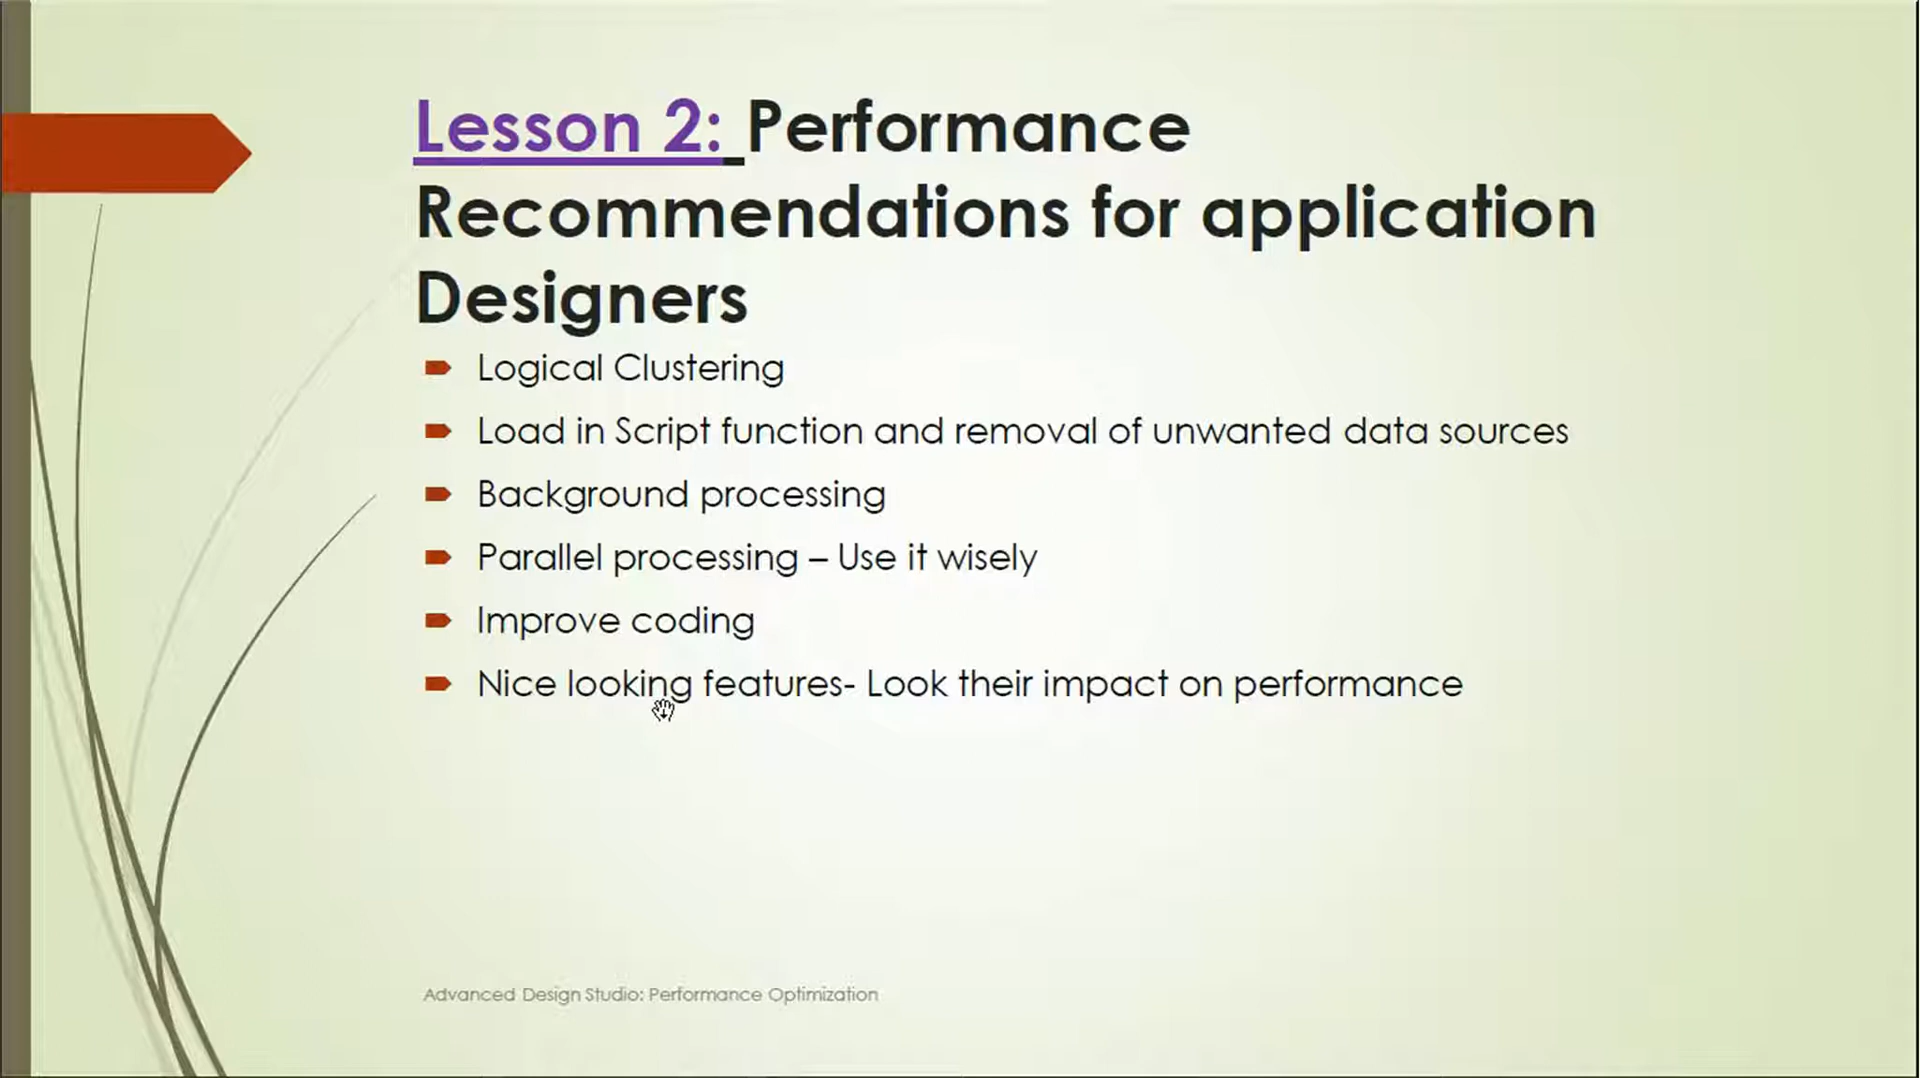 Lesson 2: Performance
Recommendations for application
Designers
Logical Clustering
Load in Script function and removal of unwanted data sources
Background processing
Parallel processing – Use it wisely
Improve coding
Nice looking features- Look their impact on performance
Advanced Design Studio: Performance Optimization